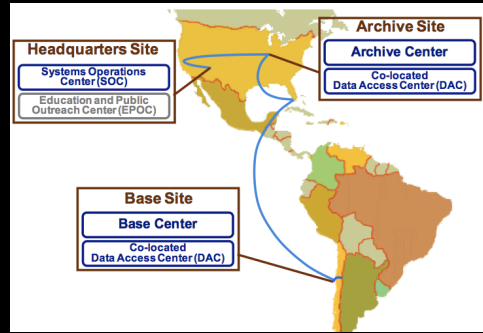 Headquarters Site
Systems Operations
Center (SOC)
Education and Public
Outreach Center (EPOC)
Archive Site
Archive Center
Co-located
Data Access Center (DAC)
Base Site
Base Center
Co-located
Data Access Center (DAC)